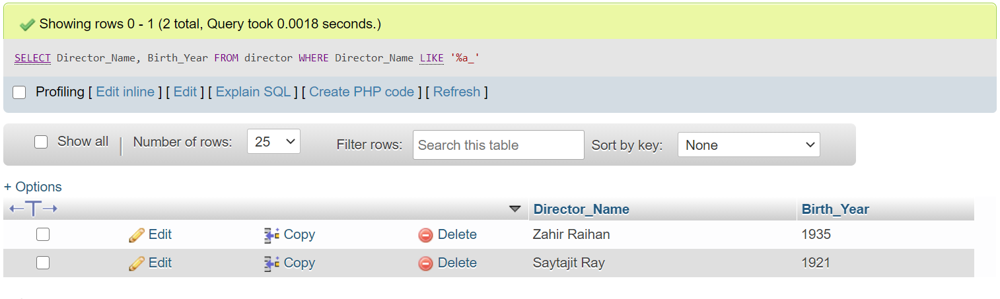 Showing rows 0 - 1 (2 total, Query took 0.0018 seconds.)
SELECT Director_Name, Birth_Year FROM director WHERE Director_Name LIKE '%a_'
Profiling [ Edit inline ] [ Edit ] [ Explain SQL ] [ Create PHP code ] [ Refresh ]
Show all Number of rows: 25 Filter rows: Search this table Sort by key: None
+ Options
Director_Name Birth_Year
Edit Copy Delete Zahir Raihan 1935
Edit Copy Delete Saytajit Ray 1921